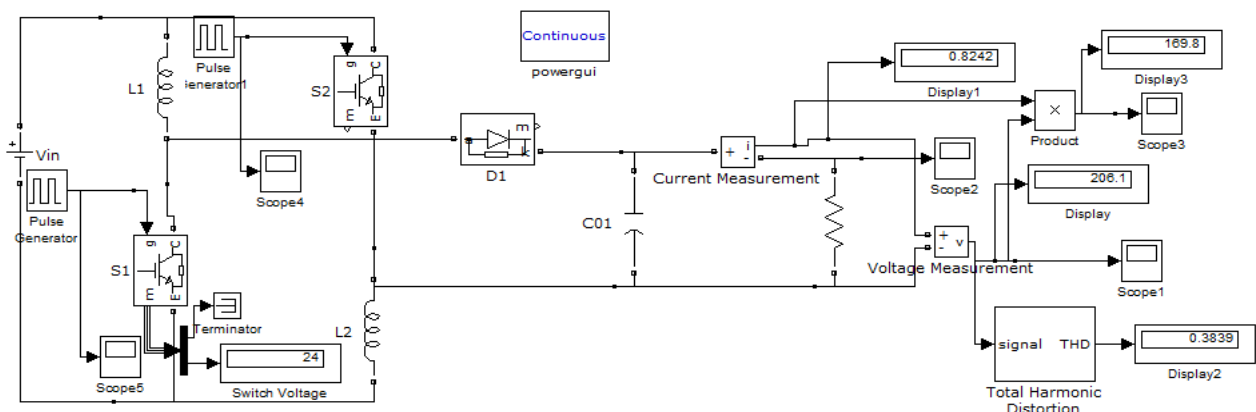 Continuous
powergui
Pulse
Generator1
L1
g
C
S2
m
E
Scope4
Vin
+
Pulse
Generator
g
C
S1
m
E
Terminator
24
Switch Voltage
Scope5
L2
a
m
k
D1
C01
+
i
-
Current Measurement
0.8242
Display1
Scope2
×
Product
169.8
Display3
Scope3
206.1
Display
+
-
v
Voltage Measurement
Scope1
signal
THD
Total Harmonic
Distortion
0.3839
Display2